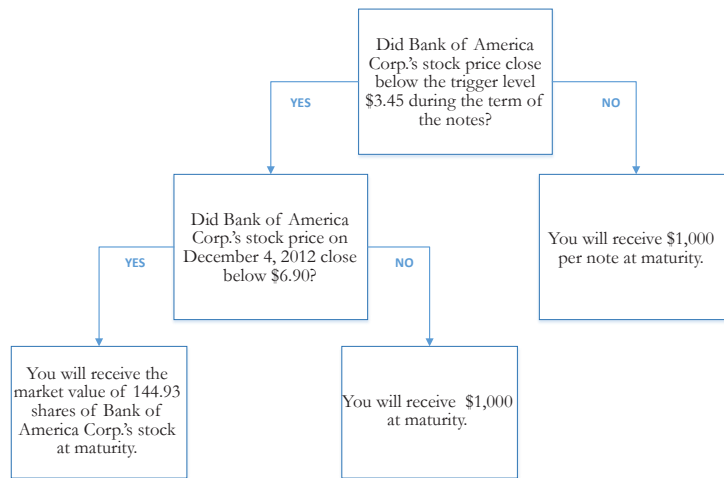 Did Bank of America
Corp.'s stock price close
below the trigger level
$3.45 during the term of
the notes?
YES
NO
Did Bank of America
Corp.'s stock price on
December 4, 2012 close
below $6.90?
You will receive $1,000
per note at maturity.
YES
NO
You will receive the
market value of 144.93
shares of Bank of
America Corp.'s stock
at maturity.
You will receive $1,000
at maturity.